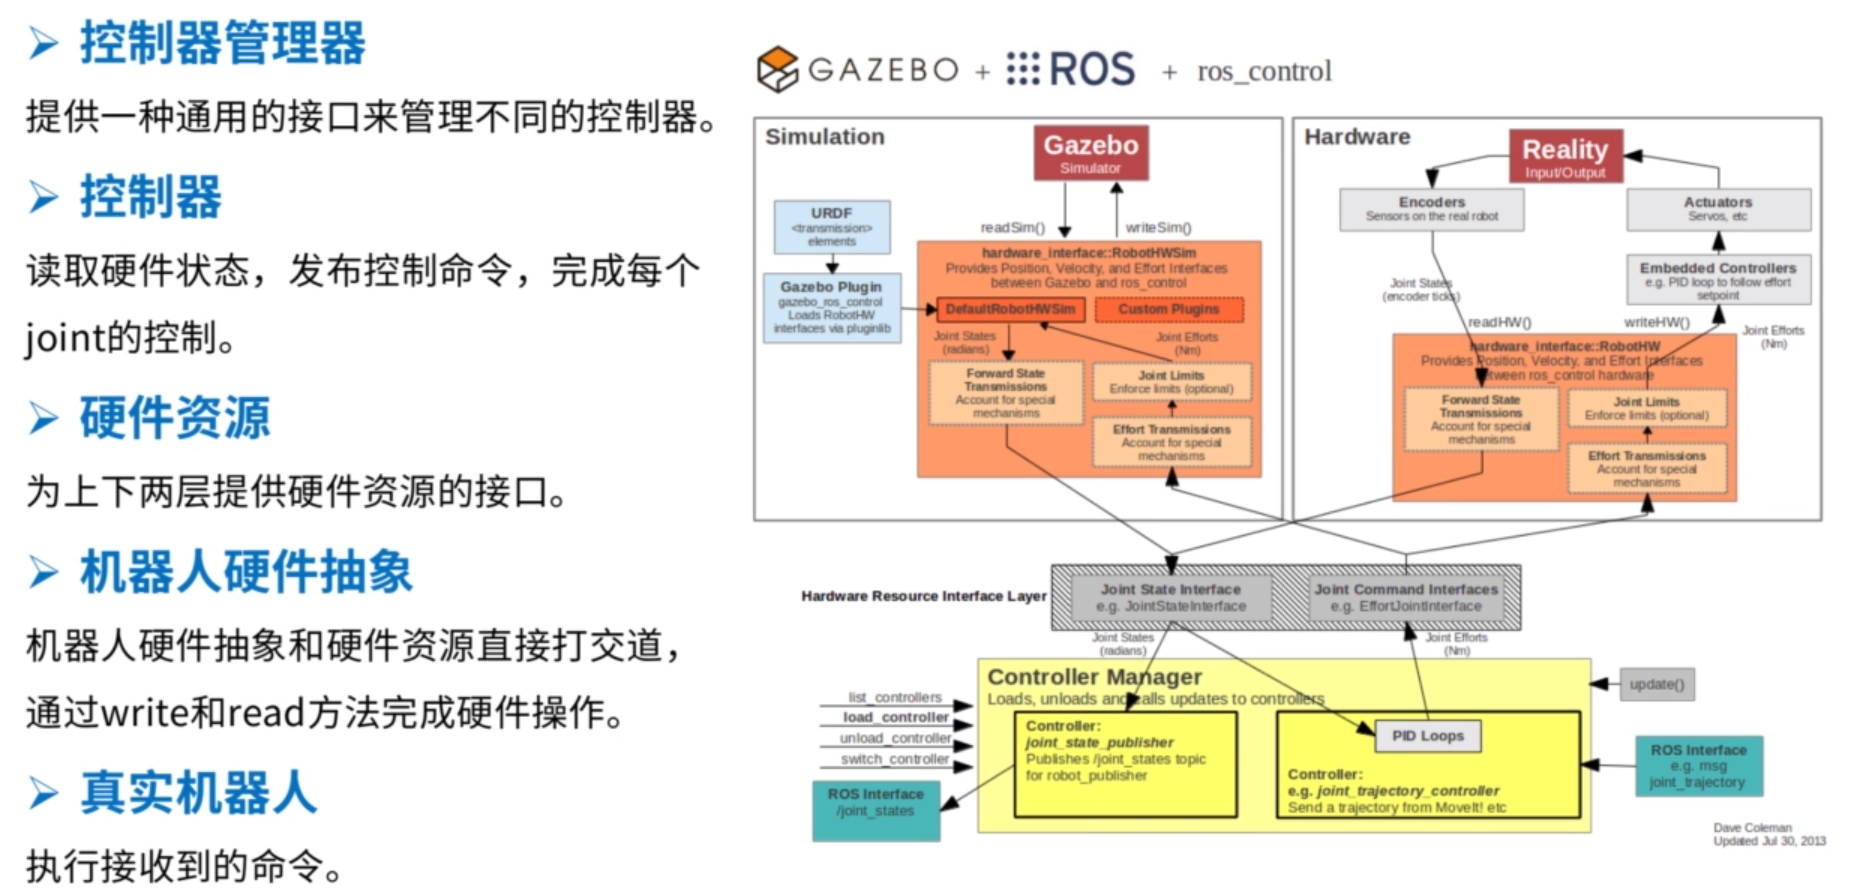 控制器管理器
提供一种通用的接口来管理不同的控制器。
控制器
读取硬件状态，发布控制命令，完成每个
joint的控制。
硬件资源
为上下两层提供硬件资源的接口。
机器人硬件抽象
机器人硬件抽象和硬件资源直接打交道，
通过write和read方法完成硬件操作。
真实机器人
执行接收到的命令。
GAZEBO + ROS + ros_control
Simulation
Gazebo
Simulator
URDF
<transmission>
elements
readSim()
writeSim()
Gazebo Plugin
gazebo_ros_control
Loads RobotHW
interfaces via pluginlib
hardware_interface::RobotHWSim
Provides Position, Velocity, and Effort Interfaces
between Gazebo and ros_control
DefaultRobotHWSim
Custom Plugins
Joint States
(radians)
Joint Efforts
(Nm)
Forward State
Transmissions
Account for special
mechanisms
Joint Limits
Enforce limits (optional)
Effort Transmissions
Account for special
mechanisms
Hardware
Reality
Input/Output
Encoders
Sensors on the real robot
Actuators
Servos, etc
Joint States
(encoder ticks)
Embedded Controllers
e.g. PID loop to follow effort
setpoint
readHW()
writeHW()
Joint Efforts
(Nm)
hardware_interface::RobotHW
Provides Position, Velocity, and Effort Interfaces
between ros_control hardware
Forward State
Transmissions
Account for special
mechanisms
Joint Limits
Enforce limits (optional)
Effort Transmissions
Account for special
mechanisms
Hardware Resource Interface Layer
Joint State Interface
e.g. JointStateInterface
Joint Command Interfaces
e.g. EffortJointInterface
Joint States
(radians)
Joint Efforts
(Nm)
Controller Manager
Loads, unloads and calls updates to controllers
list_controllers
load_controller
unload_controller
switch_controller
update()
Controller:
joint_state_publisher
Publishes /joint_states topic
for robot_publisher
PID Loops
Controller:
e.g. joint_trajectory_controller
Send a trajectory from MoveIt! etc
ROS Interface
/joint_states
ROS Interface
e.g. msg
joint_trajectory
Dave Coleman
Updated Jul 30, 2013